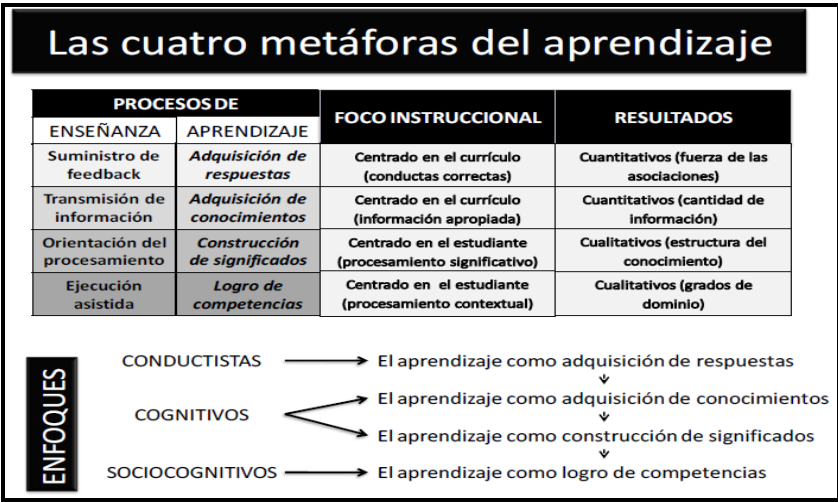 Las cuatro metáforas del aprendizaje
PROCESOS DE
FOCO INSTRUCCIONAL
RESULTADOS
ENSEÑANZA
APRENDIZAJE
Suministro de
feedback
Adquisición de
respuestas
Centrado en el currículo
(conductas correctas)
Cuantitativos (fuerza de las
asociaciones)
Transmisión de
información
Adquisición de
conocimientos
Centrado en el currículo
(información apropiada)
Cuantitativos (cantidad de
información)
Orientación del
procesamiento
Construcción
de significados
Centrado en el estudiante
(procesamiento significativo)
Cualitativos (estructura del
conocimiento)
Ejecución
asistida
Logro de
competencias
Centrado en el estudiante
(procesamiento contextual)
Cualitativos (grados de
dominio)
ENFOQUES
CONDUCTISTAS
El aprendizaje como adquisición de respuestas
COGNITIVOS
El aprendizaje como adquisición de conocimientos
El aprendizaje como construcción de significados
SOCIOCOGNITIVOS
El aprendizaje como logro de competencias